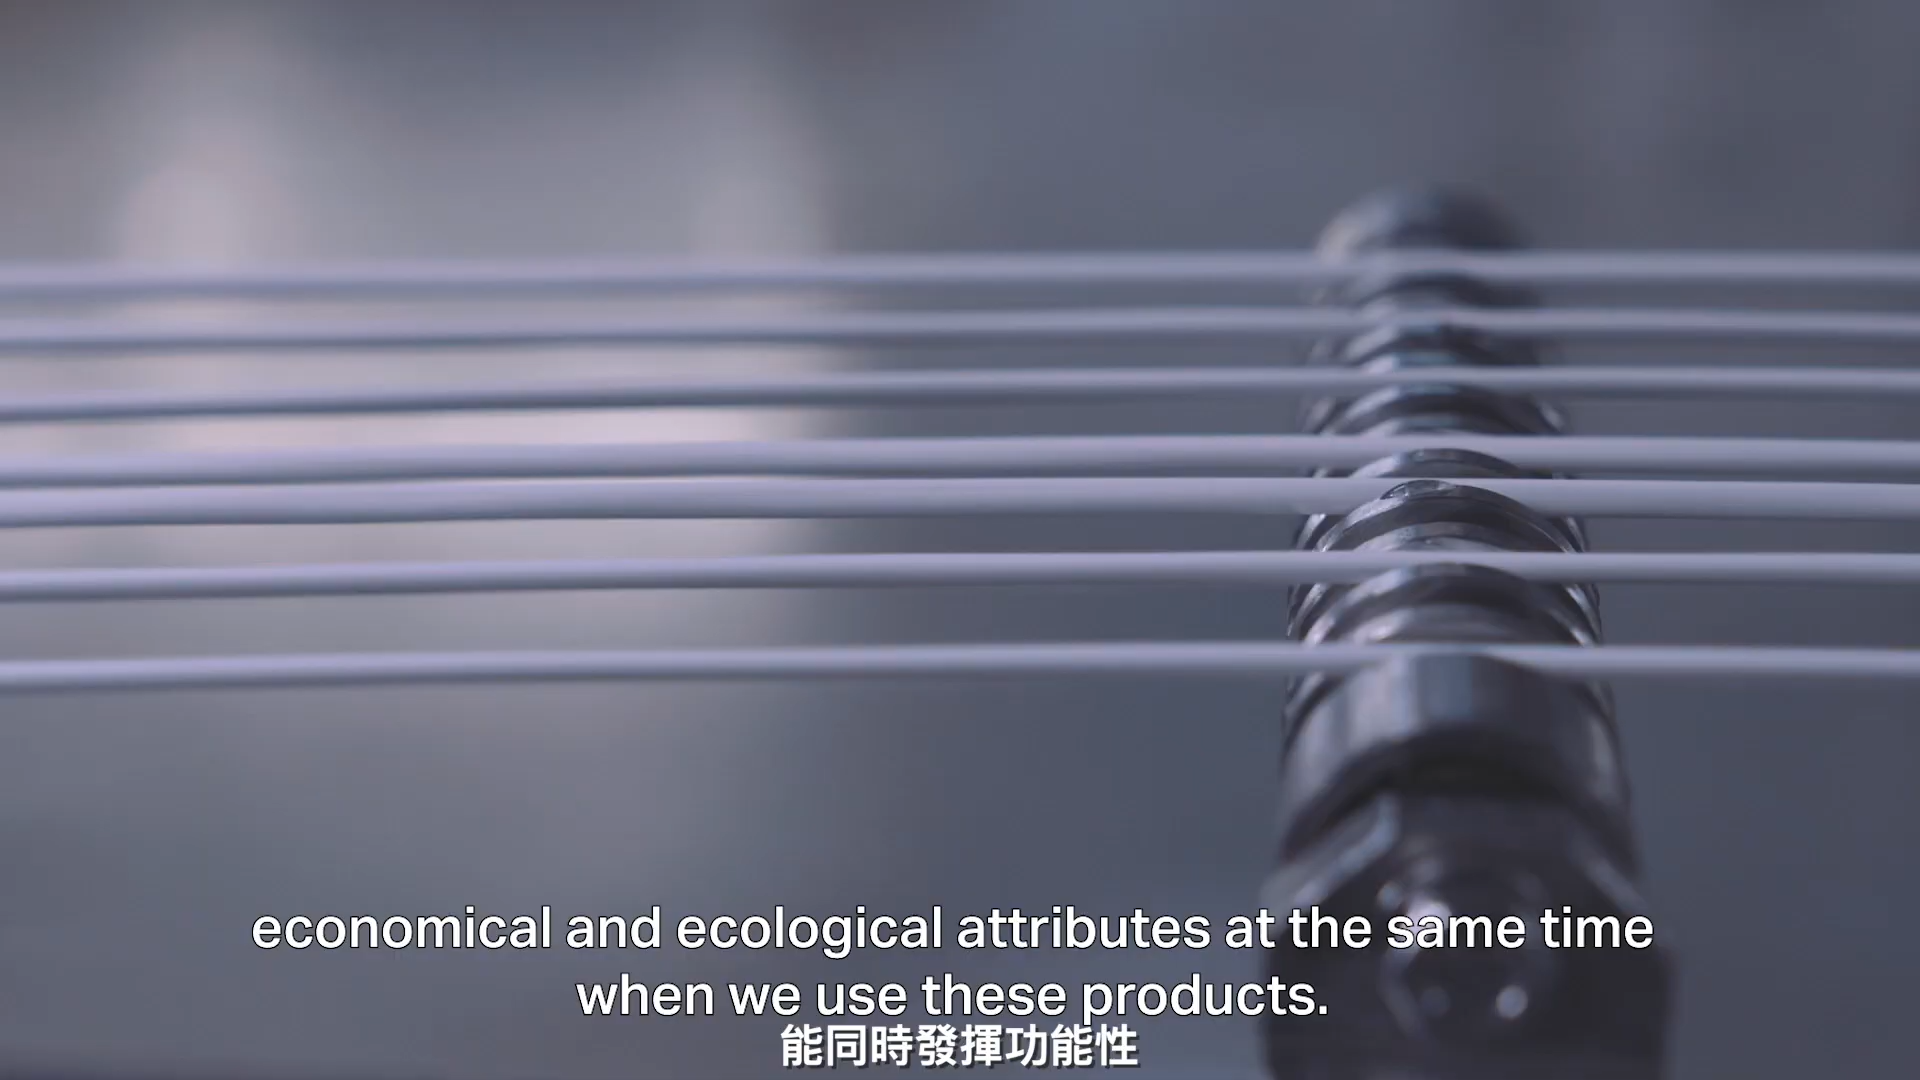 economical and ecological attributes at the same time
when we use these products.
能同時發揮功能性